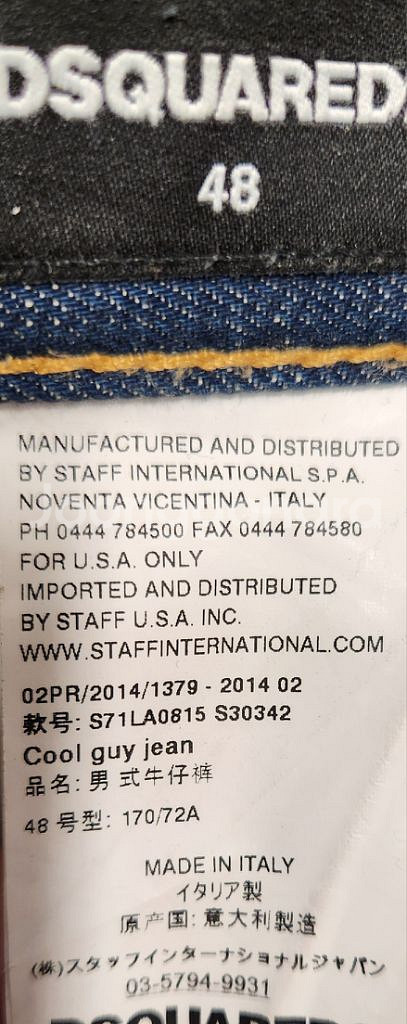 DSQUARED
48
MANUFACTURED AND DISTRIBUTED
BY STAFF INTERNATIONAL S.P.A.
NOVENTA VICENTINA - ITALY
PH 0444 784500 FAX 0444 784580
FOR U.S.A. ONLY
IMPORTED AND DISTRIBUTED
BY STAFF U.S.A. INC.
WWW.STAFFINTERNATIONAL.COM
02PR/2014/1379 - 2014 02
款号: S71LA0815 S30342
Cool guy jean
品名: 男 式牛仔裤
48 号型: 170/72A
MADE IN ITALY
イタリア製
原产国: 意大利製造
(株)スタッフインターナショナルジャパン
03-5794-9931
DSQUARED